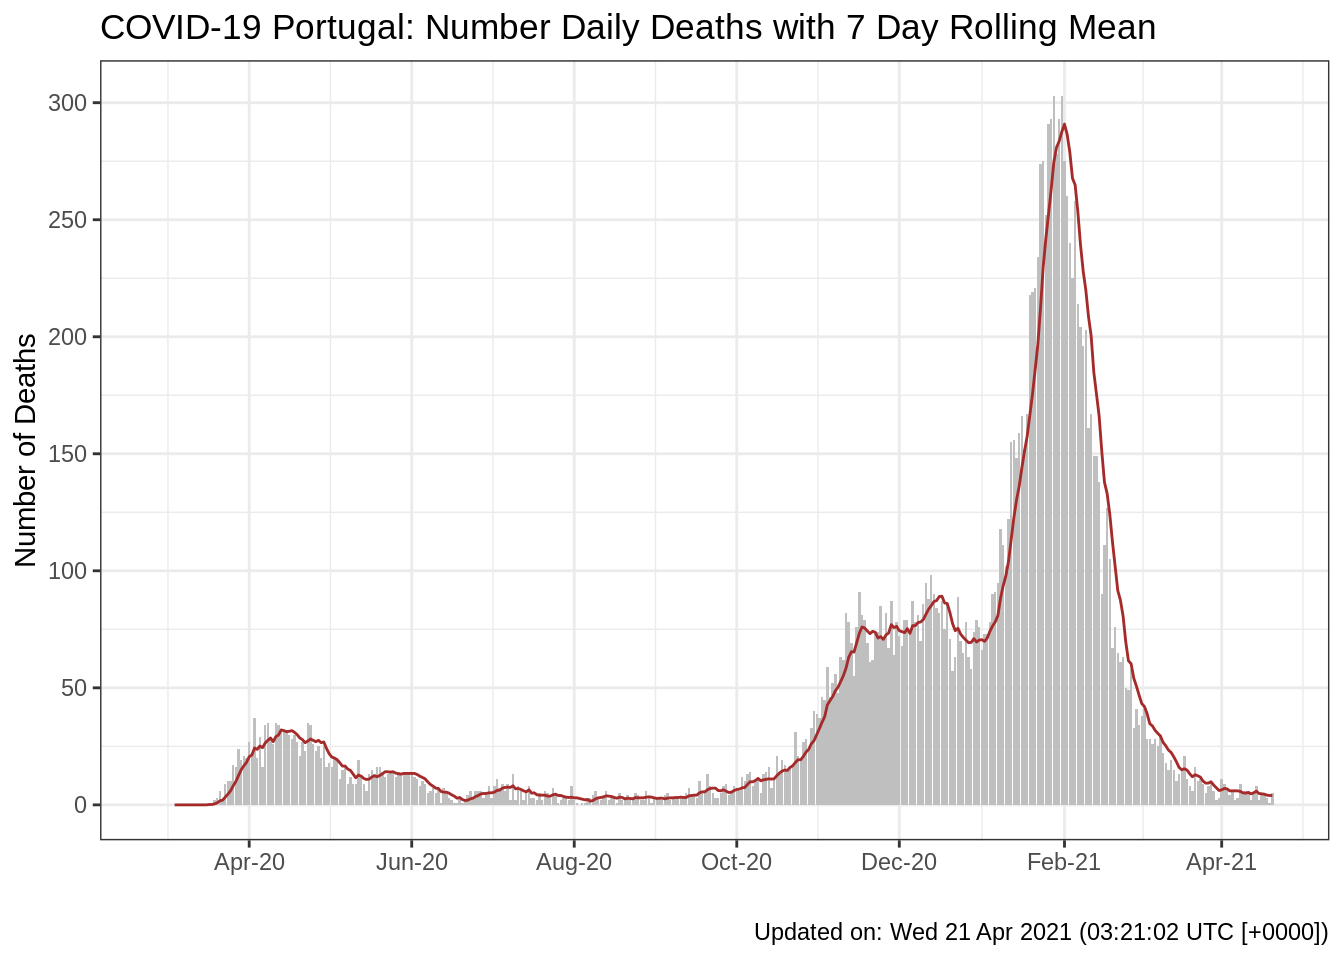 COVID-19 Portugal: Number Daily Deaths with 7 Day Rolling Mean
Number of Deaths
300
250
200
150
100
50
0
Apr-20 Jun-20 Aug-20 Oct-20 Dec-20 Feb-21 Apr-21
Updated on: Wed 21 Apr 2021 (03:21:02 UTC [+0000])